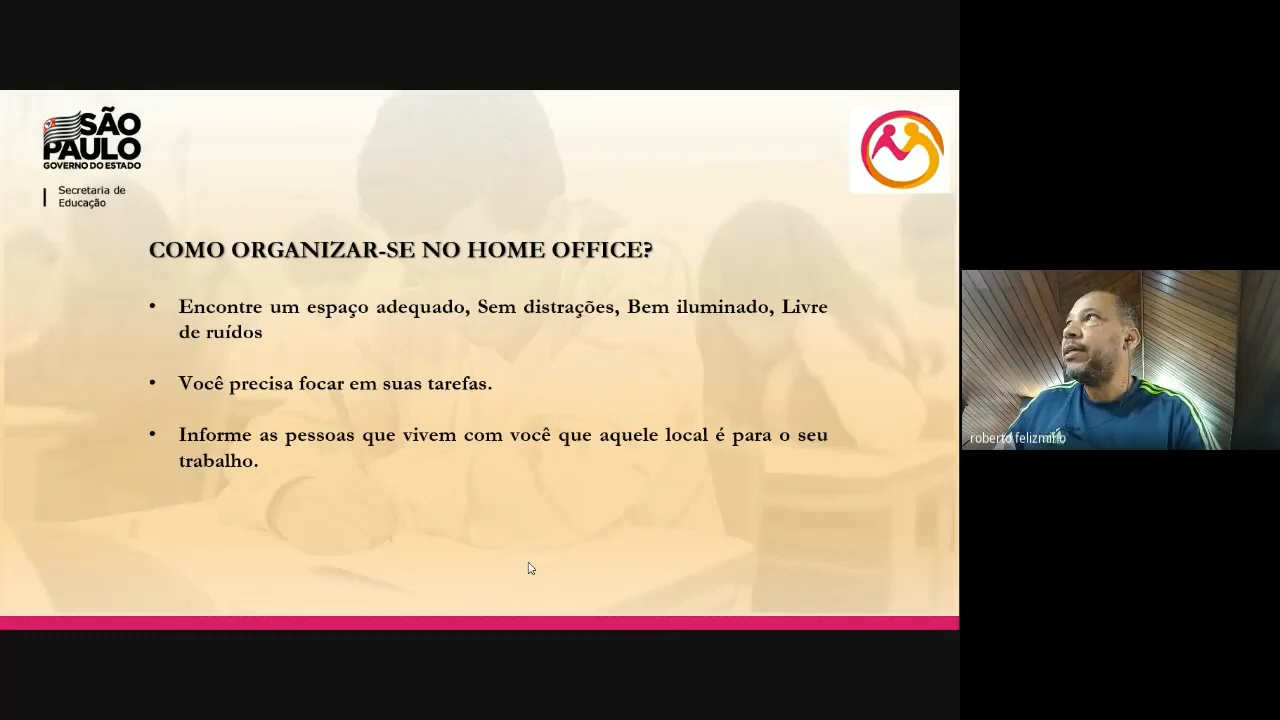 SÃO
PAULO
GOVERNO DO ESTADO
Secretaria de
Educação
COMO ORGANIZAR-SE NO HOME OFFICE?
• Encontre um espaço adequado, Sem distrações, Bem iluminado, Livre
de ruídos
• Você precisa focar em suas tarefas.
• Informe as pessoas que vivem com você que aquele local é para o seu
trabalho.
roberto felizmino